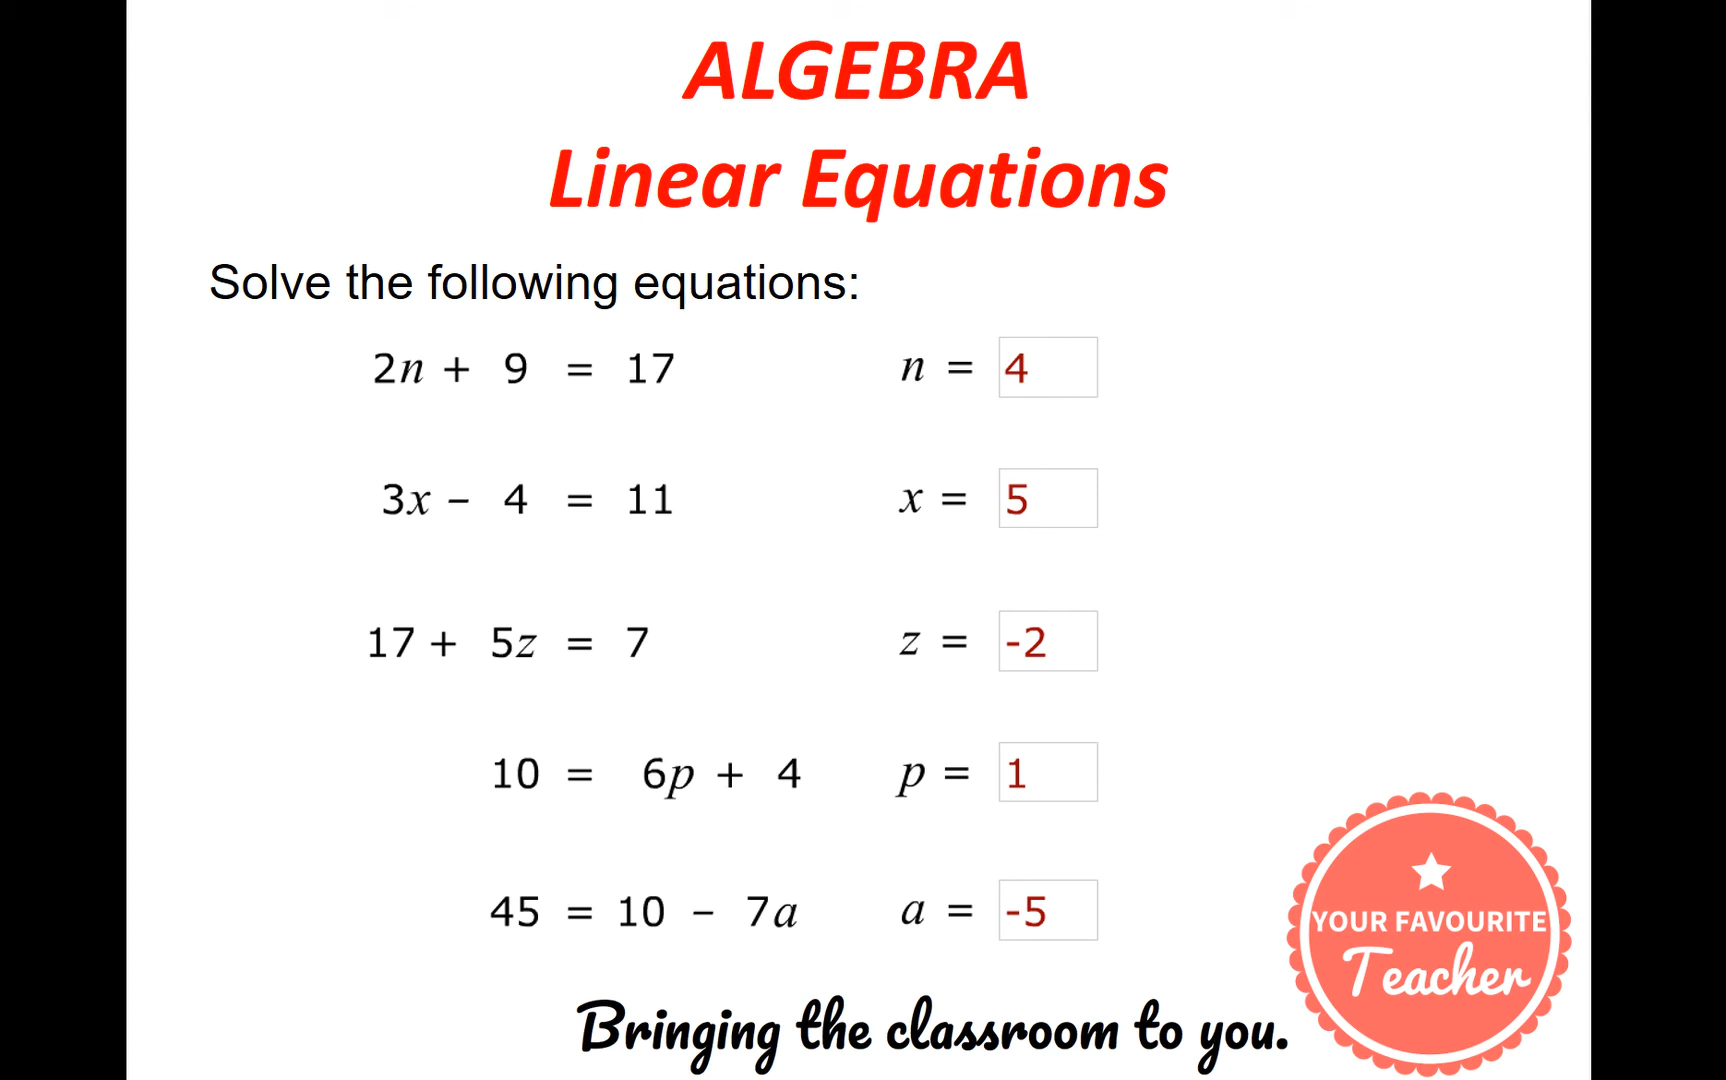 ALGEBRA
Linear Equations
Solve the following equations:
2n + 9 = 17 n = 4
3x - 4 = 11 x = 5
17 + 5z = 7 z = -2
10 = 6p + 4 p = 1
45 = 10 - 7a a = -5
YOUR FAVOURITE
Teacher
Bringing the classroom to you.